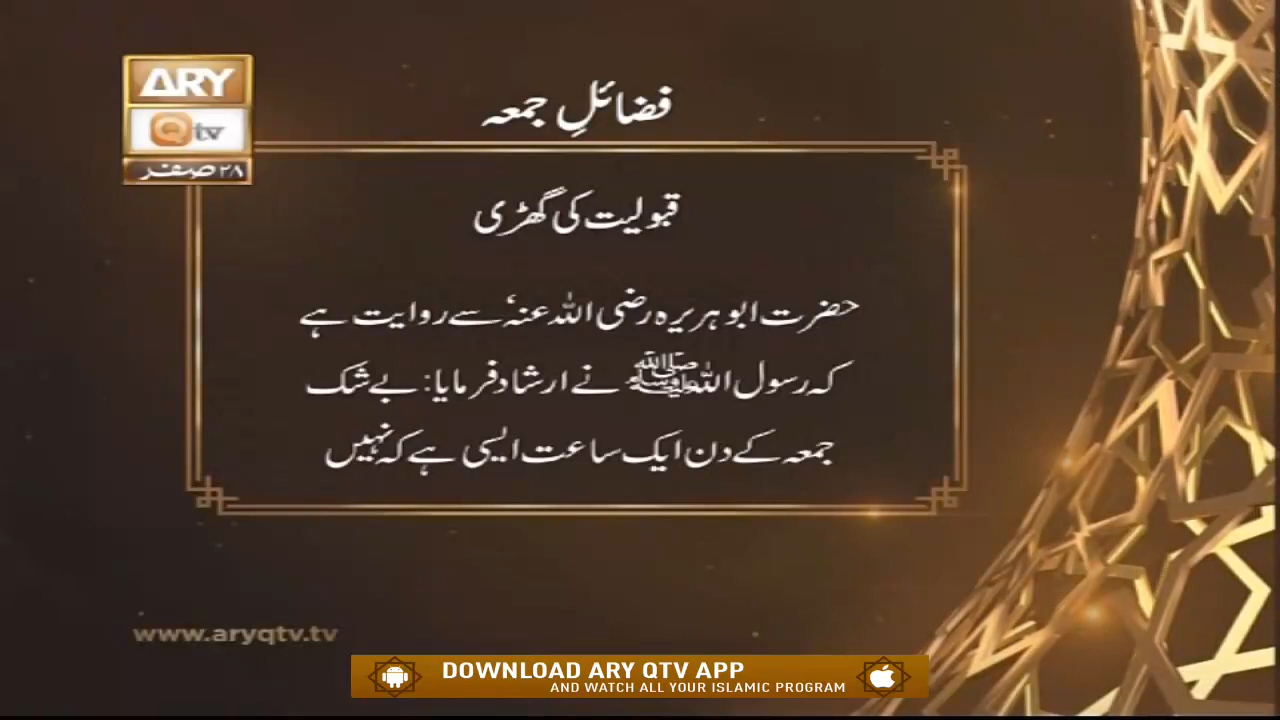 ARY
Qtv
۲۸ صفر
فضائلِ جمعہ
قبولیت کی گھڑی
حضرت ابو ہریرہ رضی اللہ عنہٗ سے روایت ہے
کہ رسول اللہ ﷺ نے ارشاد فرمایا: بے شک
جمعہ کے دن ایک ساعت ایسی ہے کہ نہیں
www.aryqtv.tv
DOWNLOAD ARY QTV APP
AND WATCH ALL YOUR ISLAMIC PROGRAM